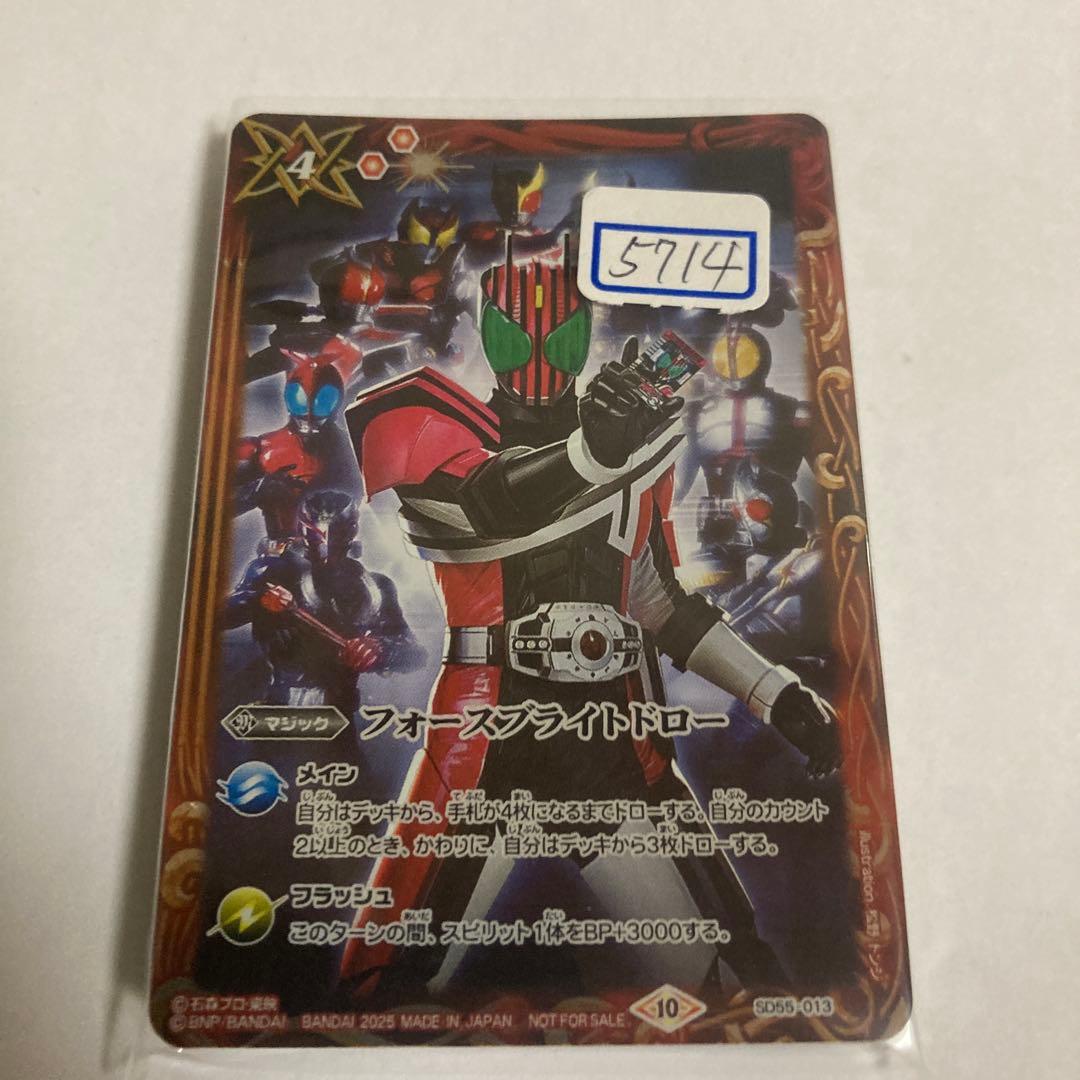 4
5714
マジック フォースブライトドロー
メイン
自分はデッキから、手札が4枚になるまでドローする。自分のカウント
2以上のとき、かわりに、自分はデッキから3枚ドローする。
フラッシュ
このターンの間、スピリット1体をBP+3000する。
illustration
©石森プロ・東映
©BNP/BANDAI BANDAI 2025 MADE IN JAPAN NOT FOR SALE
10
SD55-013